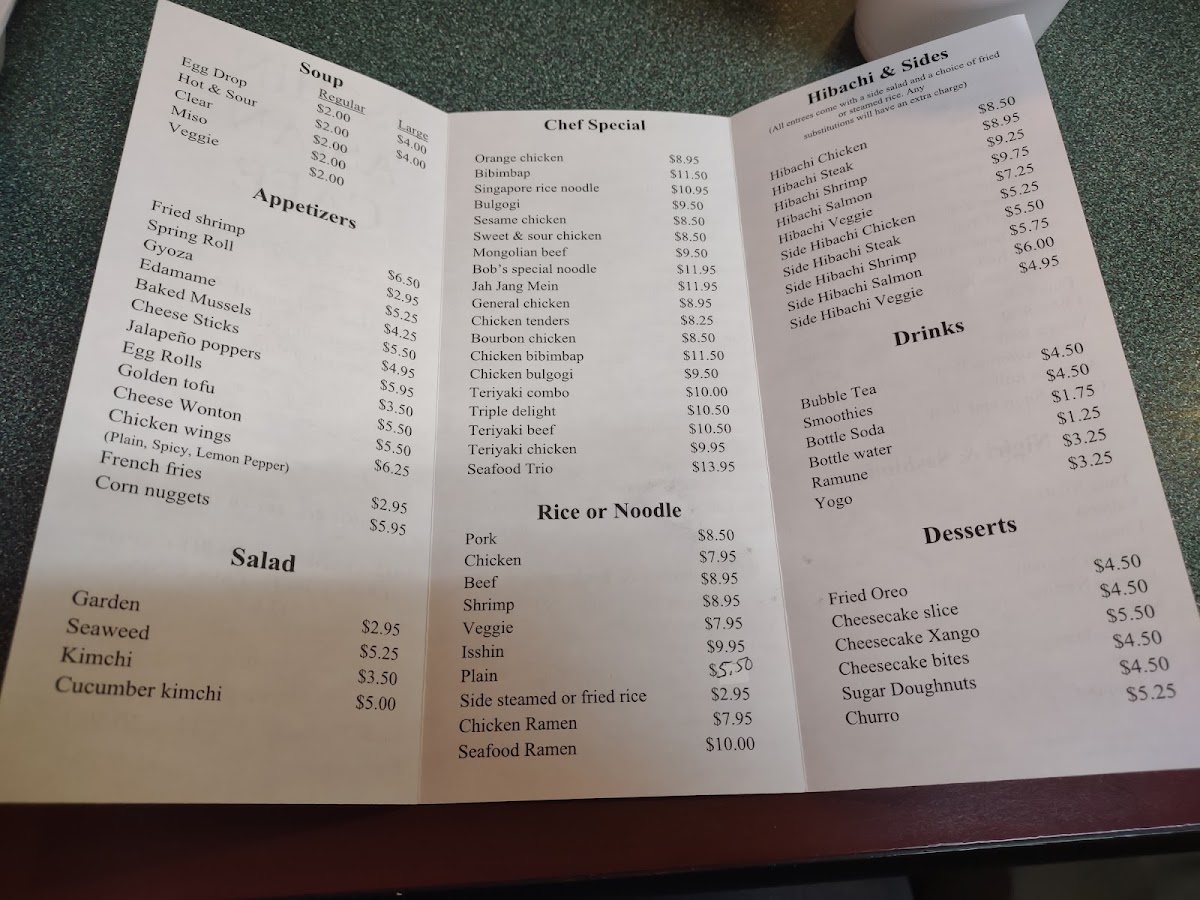 Soup
Regular Large
Egg Drop $2.00 $4.00
Hot & Sour $2.00 $4.00
Clear $2.00
Miso $2.00
Veggie $2.00
Appetizers
Fried shrimp $6.50
Spring Roll $2.95
Gyoza $5.25
Edamame $4.25
Baked Mussels $5.50
Cheese Sticks $4.95
Jalapeño poppers $5.95
Egg Rolls $3.50
Golden tofu $5.50
Cheese Wonton $5.50
Chicken wings $6.25
(Plain, Spicy, Lemon Pepper)
French fries $2.95
Corn nuggets $5.95
Salad
Garden $2.95
Seaweed $5.25
Kimchi $3.50
Cucumber kimchi $5.00
Chef Special
Orange chicken $8.95
Bibimbap $11.50
Singapore rice noodle $10.95
Bulgogi $9.50
Sesame chicken $8.50
Sweet & sour chicken $8.50
Mongolian beef $9.50
Bob's special noodle $11.95
Jah Jang Mein $11.95
General chicken $8.95
Chicken tenders $8.25
Bourbon chicken $8.50
Chicken bibimbap $11.50
Chicken bulgogi $9.50
Teriyaki combo $10.00
Triple delight $10.50
Teriyaki beef $10.50
Teriyaki chicken $9.95
Seafood Trio $13.95
Rice or Noodle
Pork $8.50
Chicken $7.95
Beef $8.95
Shrimp $8.95
Veggie $7.95
Isshin $9.95
Plain $5.50
Side steamed or fried rice $2.95
Chicken Ramen $7.95
Seafood Ramen $10.00
Hibachi & Sides
(All entrees come with a side salad and a choice of fried
or steamed rice. Any
substitutions will have an extra charge)
Hibachi Chicken $8.50
Hibachi Steak $8.95
Hibachi Shrimp $9.25
Hibachi Salmon $9.75
Hibachi Veggie $7.25
Side Hibachi Chicken $5.25
Side Hibachi Steak $5.50
Side Hibachi Shrimp $5.75
Side Hibachi Salmon $6.00
Side Hibachi Veggie $4.95
Drinks
Bubble Tea $4.50
Smoothies $4.50
Bottle Soda $1.75
Bottle water $1.25
Ramune $3.25
Yogo $3.25
Desserts
Fried Oreo $4.50
Cheesecake slice $4.50
Cheesecake Xango $5.50
Cheesecake bites $4.50
Sugar Doughnuts $4.50
Churro $5.25